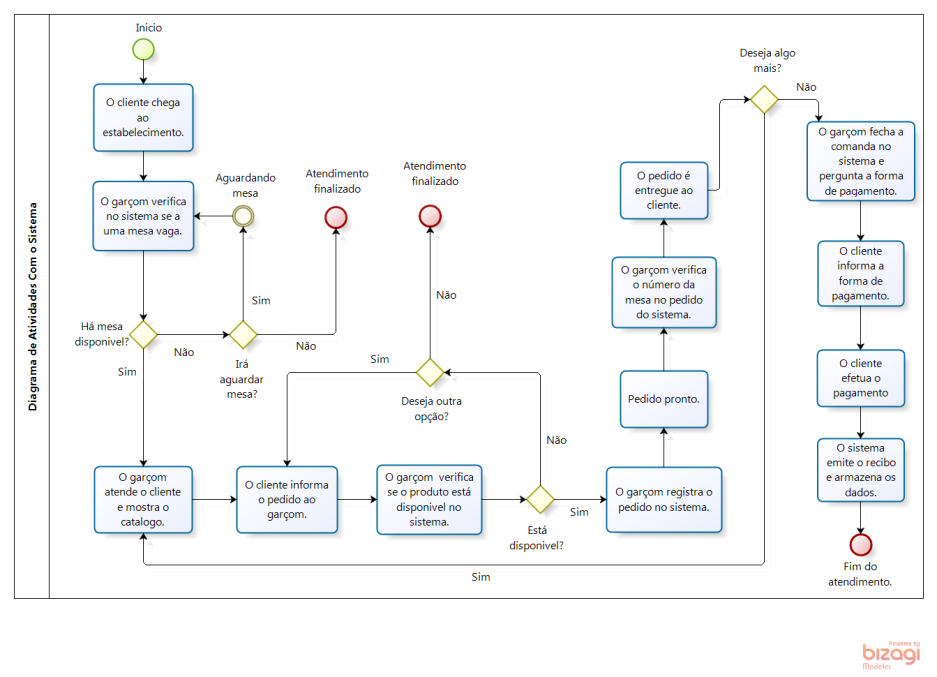 Diagrama de Atividades Com o Sistema
Inicio
O cliente chega
ao
estabelecimento.
O garçom verifica
no sistema se a
uma mesa vaga.
Aguardando
mesa
Atendimento
finalizado
Atendimento
finalizado
Há mesa
disponivel?
Não
Sim
Sim
Não
Irá
aguardar
mesa?
O garçom
atende o cliente
e mostra o
catalogo.
O cliente informa
o pedido ao
garçom.
O garçom  verifica
se o produto está
disponivel no
sistema.
Sim
Não
Deseja outra
opção?
Não
Está
disponivel?
Sim
O garçom registra o
pedido no sistema.
Pedido pronto.
O garçom verifica
o número da
mesa no pedido
do sistema.
O pedido é
entregue ao
cliente.
Deseja algo
mais?
Não
Sim
O garçom fecha a
comanda no
sistema e
pergunta a forma
de pagamento.
O cliente
informa a
forma de
pagamento.
O cliente
efetua o
pagamento
O sistema
emite o recibo
e armazena os
dados.
Fim do
atendimento.
Powered by
bizagi
Modeler